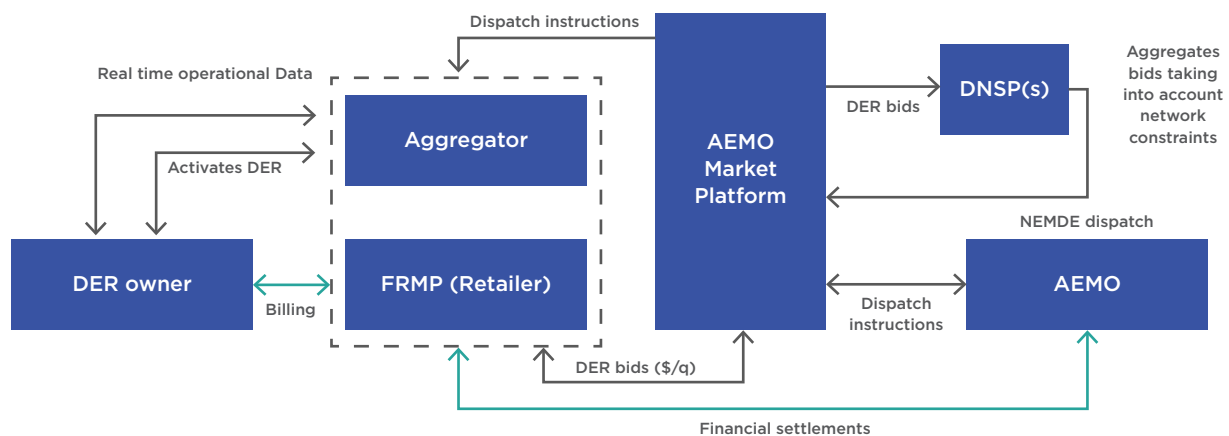 Dispatch instructions
Real time operational Data
Aggregator
Activates DER
DER owner
Billing
FRMP (Retailer)
DER bids ($/q)
AEMO
Market
Platform
DER bids
DNSP(s)
Aggregates
bids taking
into account
network
constraints
NEMDE dispatch
AEMO
Dispatch
instructions
Financial settlements